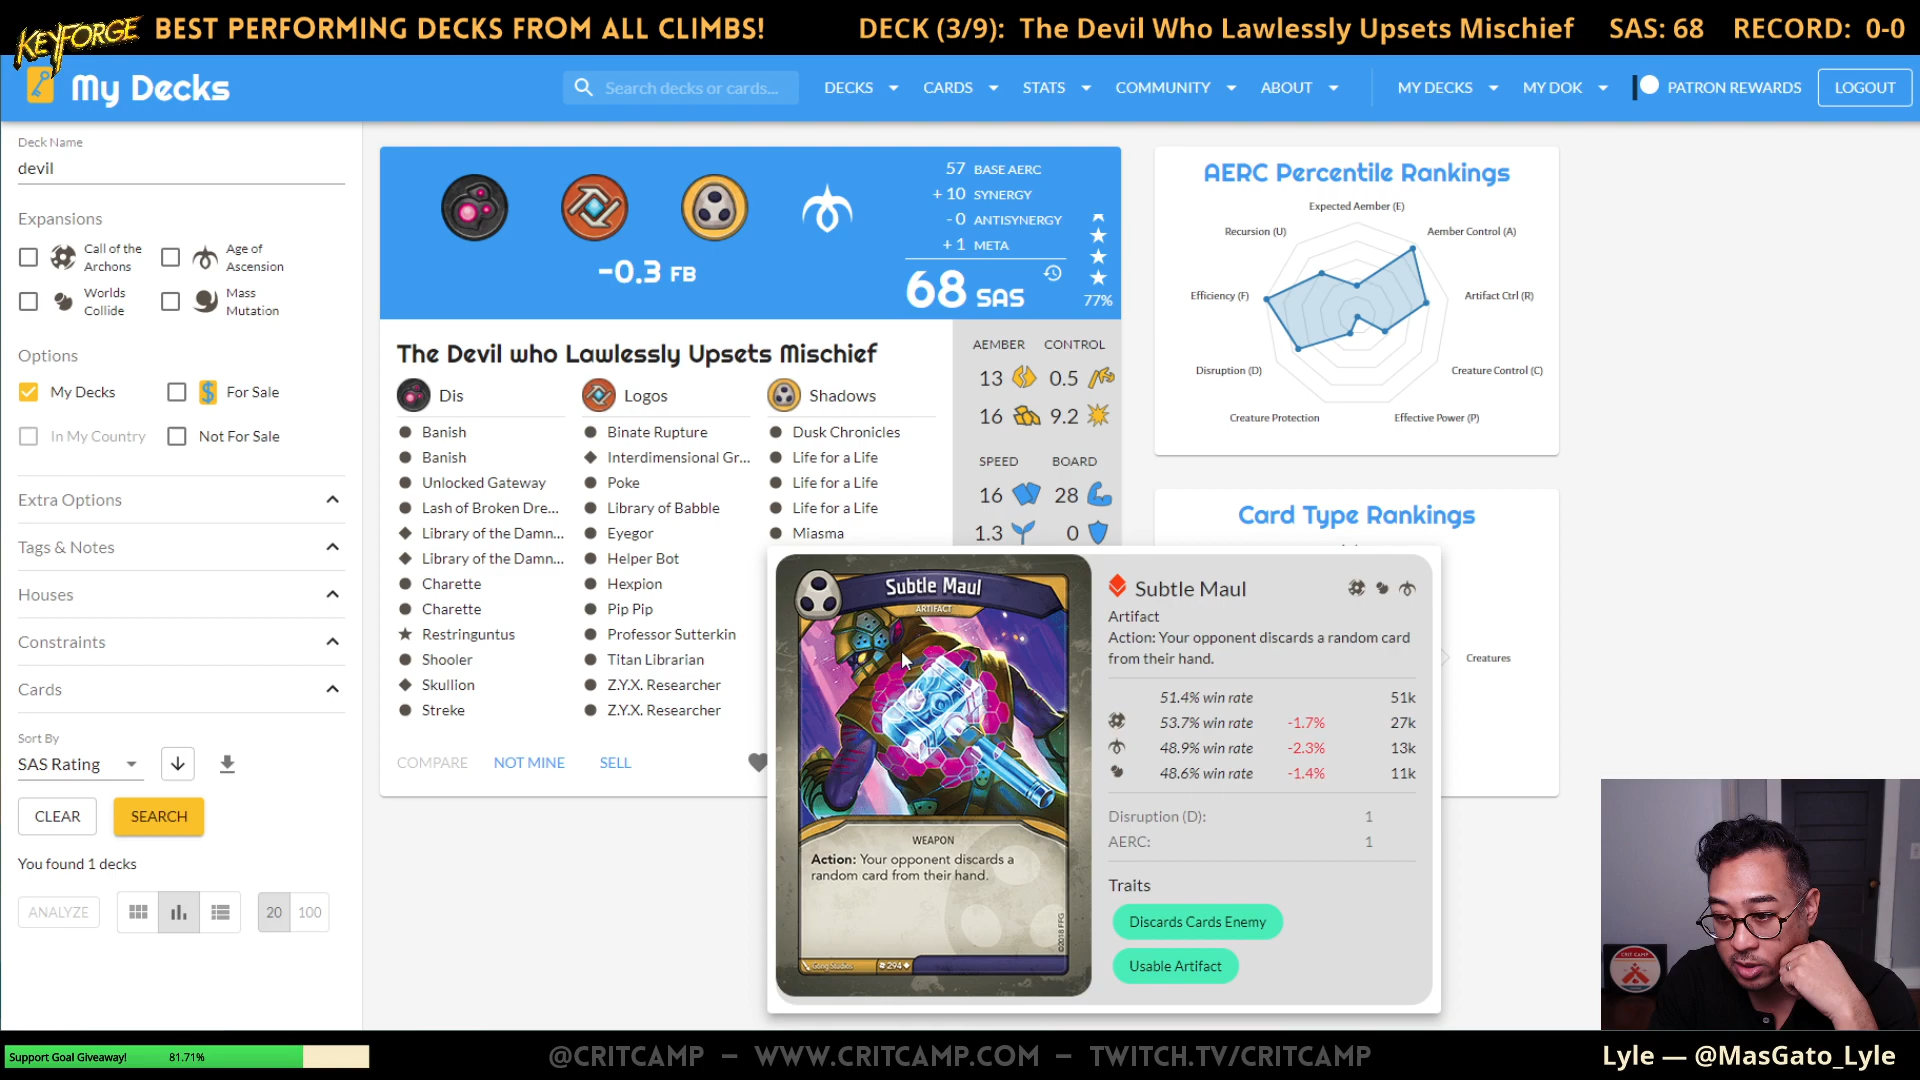 KEYFORGE
BEST PERFORMING DECKS FROM ALL CLIMBS!
DECK (3/9): The Devil Who Lawlessly Upsets Mischief
SAS: 68
RECORD: 0-0
My Decks
Search decks or cards...
DECKS
CARDS
STATS
COMMUNITY
ABOUT
MY DECKS
MY DOK
PATRON REWARDS
LOGOUT
Deck Name
devil
Expansions
Call of the
Archons
Age of
Ascension
Worlds
Collide
Mass
Mutation
Options
My Decks
For Sale
In My Country
Not For Sale
Extra Options
Tags & Notes
Houses
Constraints
Cards
Sort By
SAS Rating
CLEAR
SEARCH
You found 1 decks
ANALYZE
20
100
-0.3 FB
57 BASE AERC
+ 10 SYNERGY
- 0 ANTISYNERGY
+ 1 META
68 SAS
77%
The Devil who Lawlessly Upsets Mischief
Dis
Banish
Banish
Unlocked Gateway
Lash of Broken Dre...
Library of the Damn...
Library of the Damn...
Charette
Charette
Restringuntus
Shooler
Skullion
Streke
Logos
Binate Rupture
Interdimensional Gr...
Poke
Library of Babble
Eyegor
Helper Bot
Hexpion
Pip Pip
Professor Sutterkin
Titan Librarian
Z.Y.X. Researcher
Z.Y.X. Researcher
Shadows
Dusk Chronicles
Life for a Life
Life for a Life
Life for a Life
Miasma
COMPARE
NOT MINE
SELL
AEMBER
CONTROL
13
0.5
16
9.2
SPEED
BOARD
16
28
1.3
0
AERC Percentile Rankings
Expected Aember (E)
Recursion (U)
Aember Control (A)
Efficiency (F)
Artifact Ctrl (R)
Disruption (D)
Creature Control (C)
Creature Protection
Effective Power (P)
Card Type Rankings
Creatures
Subtle Maul
ARTIFACT
WEAPON
Action: Your opponent discards a
random card from their hand.
Gong Studios
294
©2018 FFG
Subtle Maul
Artifact
Action: Your opponent discards a random card
from their hand.
51.4% win rate 51k
53.7% win rate -1.7% 27k
48.9% win rate -2.3% 13k
48.6% win rate -1.4% 11k
Disruption (D): 1
AERC: 1
Traits
Discards Cards Enemy
Usable Artifact
CRIT CAMP
Support Goal Giveaway! 81.71%
@CRITCAMP — WWW.CRITCAMP.COM — TWITCH.TV/CRITCAMP
Lyle — @MasGato_Lyle